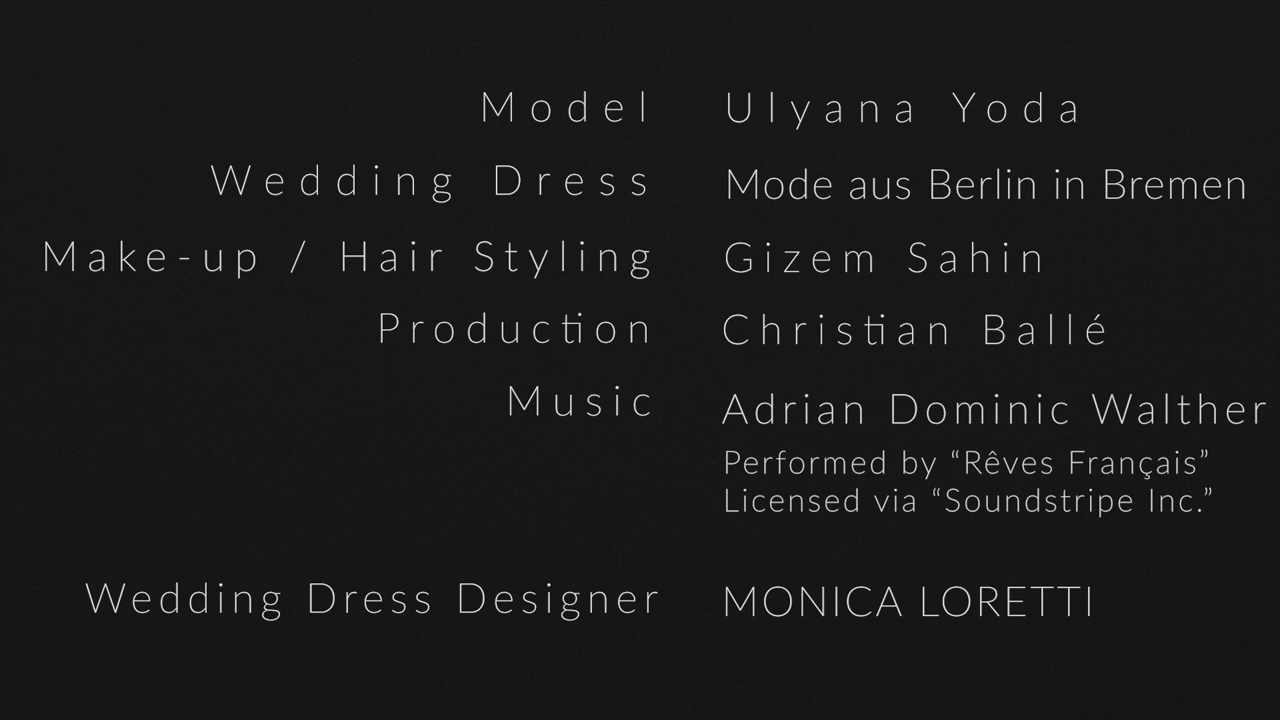 Model Ulyana Yoda
Wedding Dress Mode aus Berlin in Bremen
Make-up / Hair Styling Gizem Sahin
Production Christian Ballé
Music Adrian Dominic Walther
Performed by “Rêves Français”
Licensed via “Soundstripe Inc.”
Wedding Dress Designer MONICA LORETTI